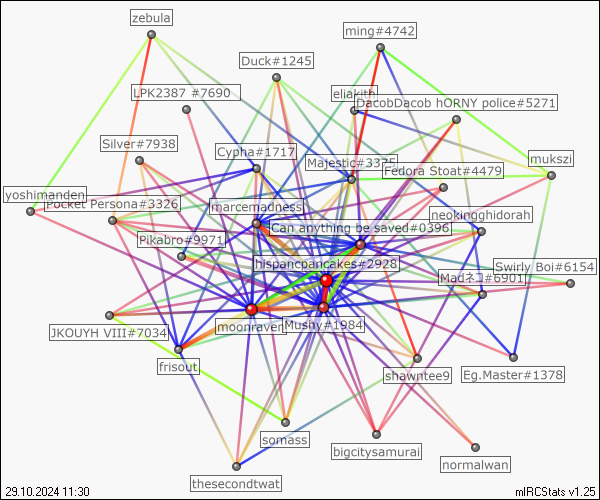 zebula
ming#4742
Duck#1245
LPK2387 #7690
eliakith
DacobDacob hORNY police#5271
Silver#7938
Cypha#1717
Majestic#3375
Fedora Stoat#4479
mukszi
yoshimanden
Pocket Persona#3326
marcemadness
neokingghidorah
Can anything be saved#0396
Pikabro#9971
hispancpancakes#2928
Swirly Boi#6154
Madネコ#6901
JKOUYH VIII#7034
moonraven
Mushy#1984
frisout
shawntee9
Eg.Master#1378
somass
bigcitysamurai
normalwan
thesecondtwat
29.10.2024 11:30
mIRCStats v1.25